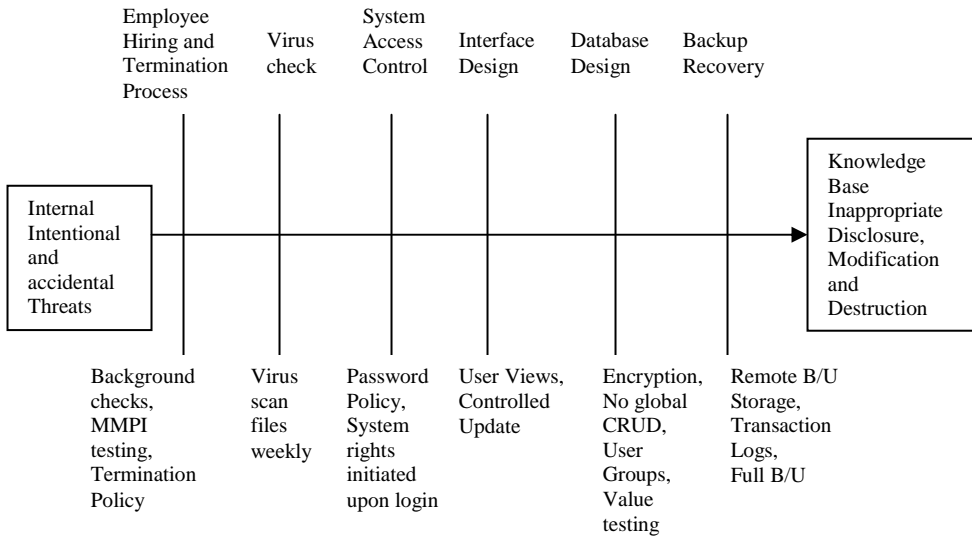 Employee
Hiring and
Termination
Process
Virus
check
System
Access
Control
Interface
Design
Database
Design
Backup
Recovery
Internal
Intentional
and
accidental
Threats
Knowledge
Base
Inappropriate
Disclosure,
Modification
and
Destruction
Background
checks,
MMPI
testing,
Termination
Policy
Virus
scan
files
weekly
Password
Policy,
System
rights
initiated
upon login
User Views,
Controlled
Update
Encryption,
No global
CRUD,
User
Groups,
Value
testing
Remote B/U
Storage,
Transaction
Logs,
Full B/U